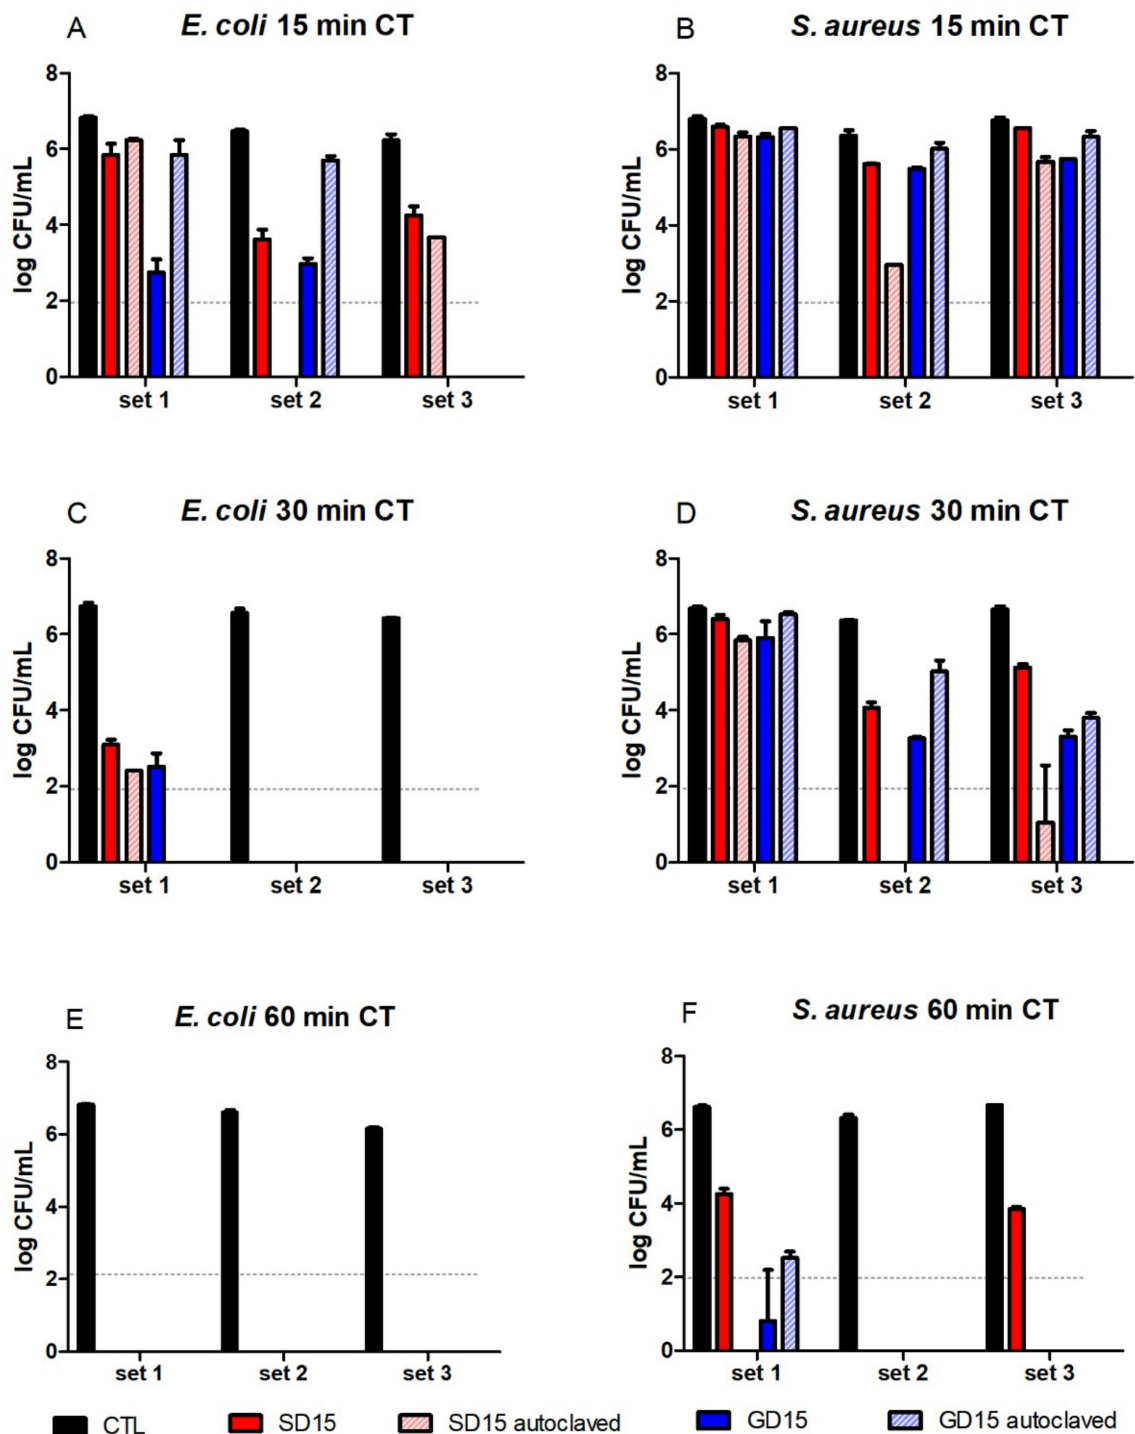 A
E. coli 15 min CT
log CFU/mL
8
6
4
2
0
set 1
set 2
set 3
B
S. aureus 15 min CT
log CFU/mL
8
6
4
2
0
set 1
set 2
set 3
C
E. coli 30 min CT
log CFU/mL
8
6
4
2
0
set 1
set 2
set 3
D
S. aureus 30 min CT
log CFU/mL
8
6
4
2
0
set 1
set 2
set 3
E
E. coli 60 min CT
log CFU/mL
8
6
4
2
0
set 1
set 2
set 3
F
S. aureus 60 min CT
log CFU/mL
8
6
4
2
0
set 1
set 2
set 3
CTL
SD15
SD15 autoclaved
GD15
GD15 autoclaved